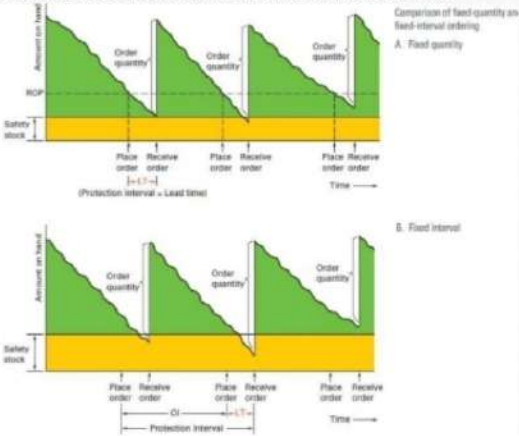 Comparison of fixed-quantity an
fixed-interval ordering
A. Fixed quantity
Amount on hand
Order
quantity
Order
quantity
Order
quantity
ROP
Safety
stock
Place
order
Receive
order
Place
order
Receive
order
Place
order
Receive
order
LT
(Protection interval = Lead time)
Time
B. Fixed interval
Amount on hand
Order
quantity
Order
quantity
Order
quantity
Safety
stock
Place
order
Receive
order
Place
order
Receive
order
Place
order
Receive
order
OI
LT
Protection interval
Time